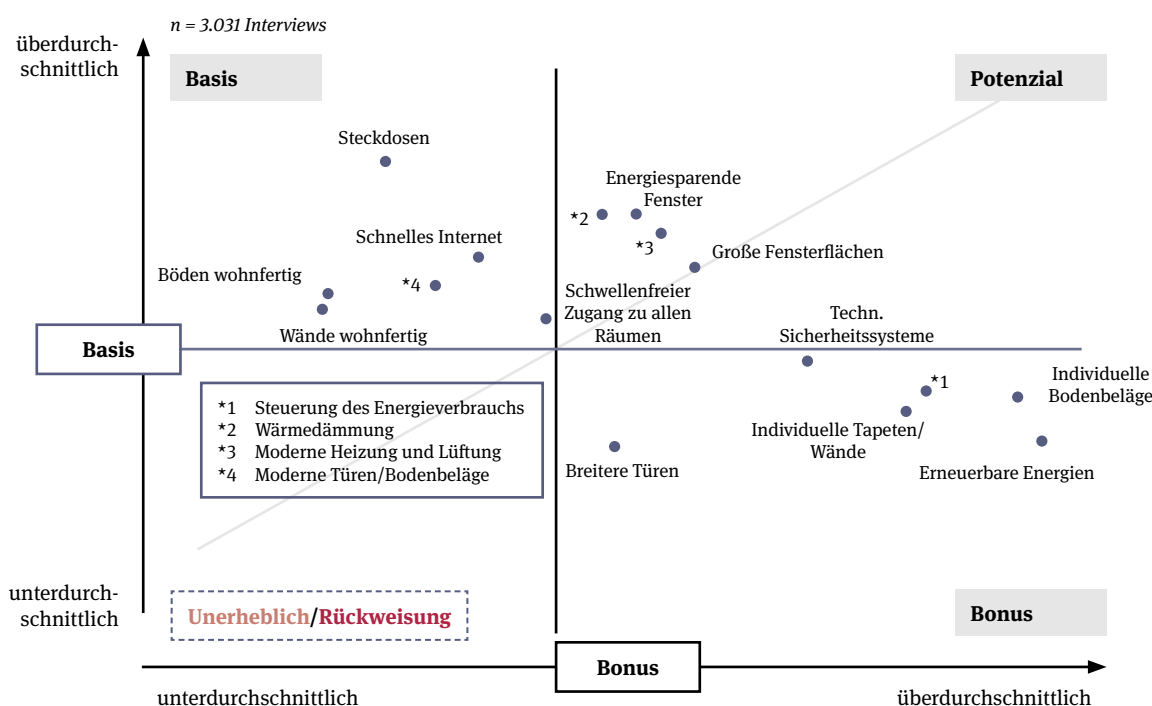 n = 3.031 Interviews
überdurch-
schnittlich
Basis
Potenzial
Steckdosen
Energiesparende
Fenster
*2
*3
Schnelles Internet
Große Fensterflächen
Böden wohnfertig
*4
Schwellenfreier
Zugang zu allen
Räumen
Techn.
Sicherheitssysteme
Wände wohnfertig
Basis
*1
Individuelle
Bodenbeläge
*1 Steuerung des Energieverbrauchs
*2 Wärmedämmung
*3 Moderne Heizung und Lüftung
*4 Moderne Türen/Bodenbeläge
Individuelle Tapeten/
Wände
Breitere Türen
Erneuerbare Energien
unterdurch-
schnittlich
Unerheblich/Rückweisung
Bonus
Bonus
unterdurchschnittlich
überdurchschnittlich